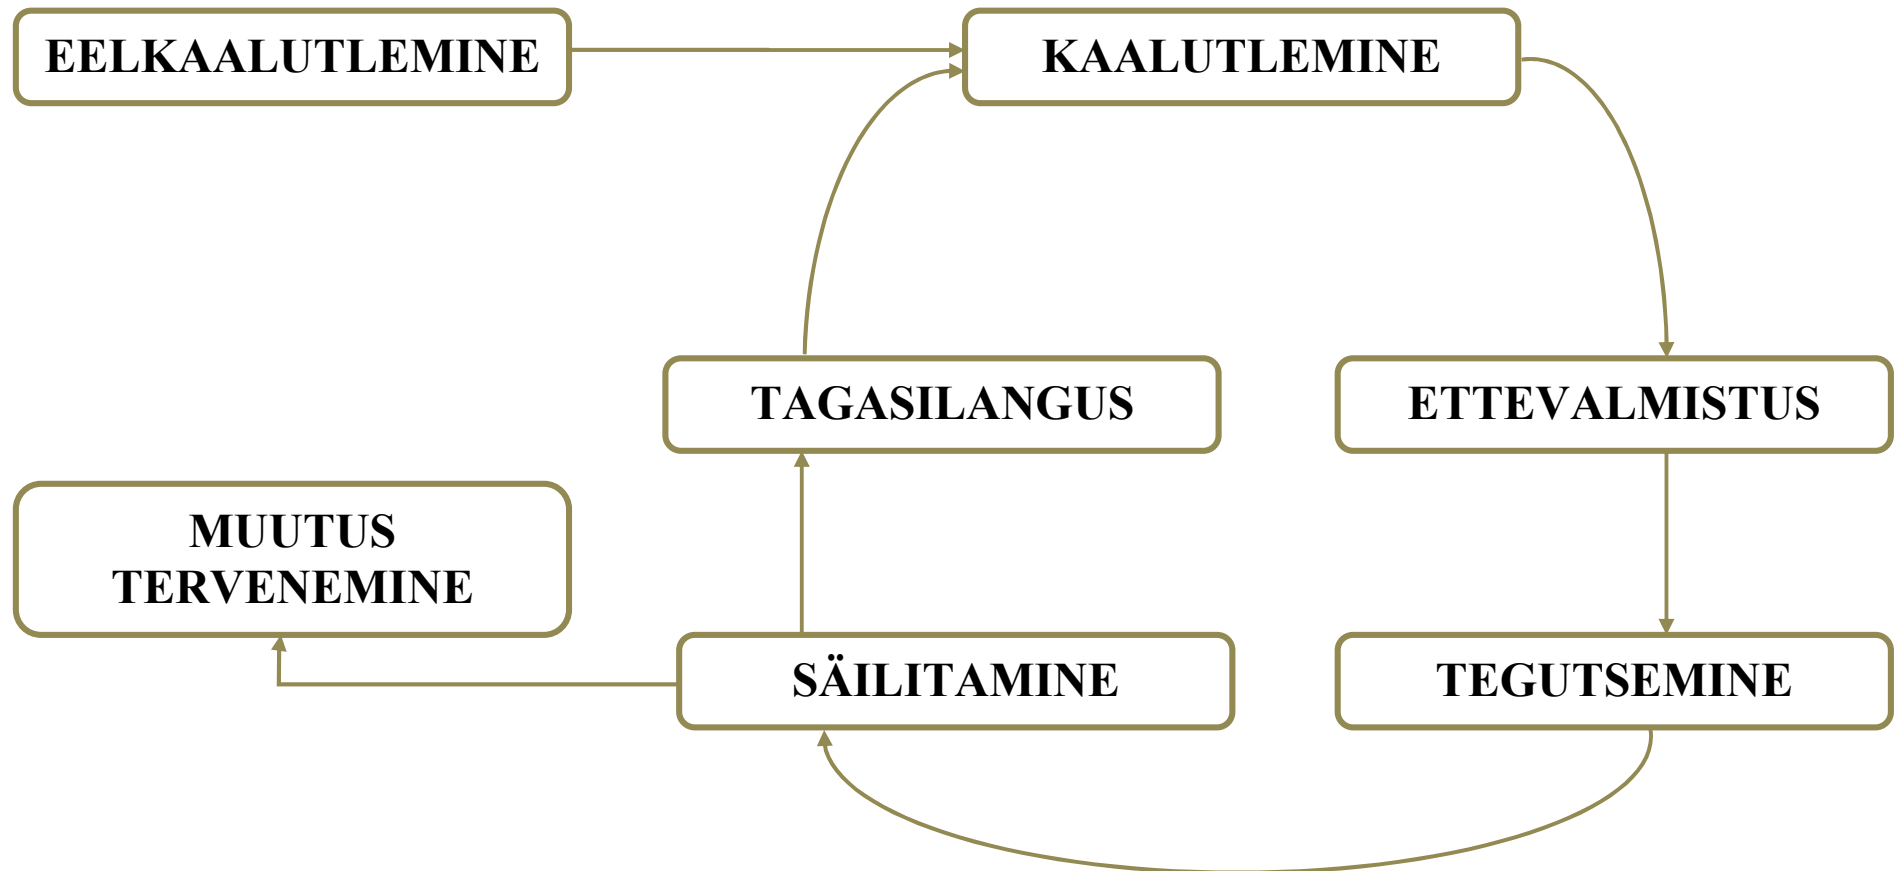 EELKAALUTLEMINE
KAALUTLEMINE
TAGASILANGUS
ETTEVALMISTUS
MUUTUS
TERVENEMINE
SÄILITAMINE
TEGUTSEMINE